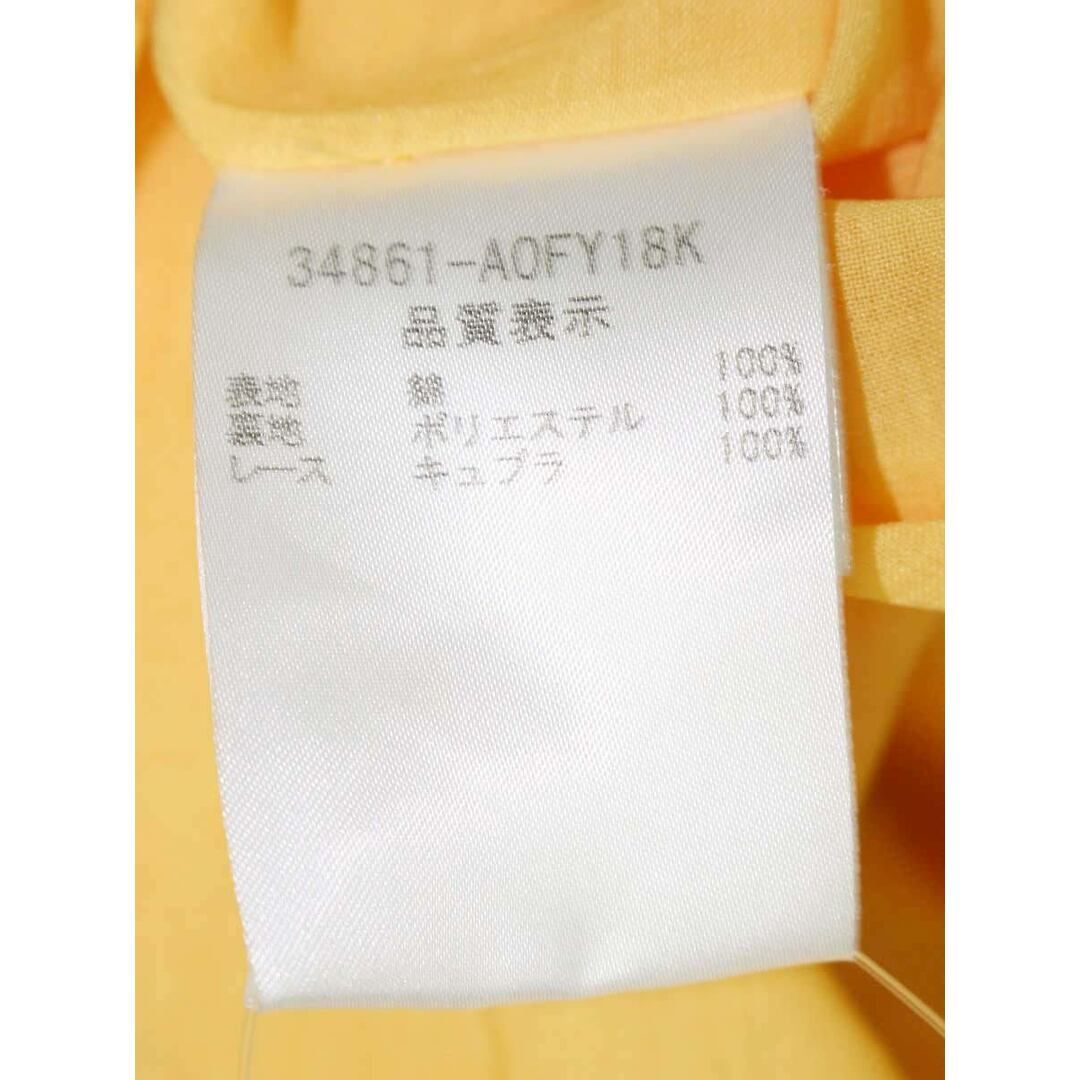 34861-A0FY18K
品質表示
表地 綿 100%
裏地 ポリエステル 100%
レース キュプラ 100%